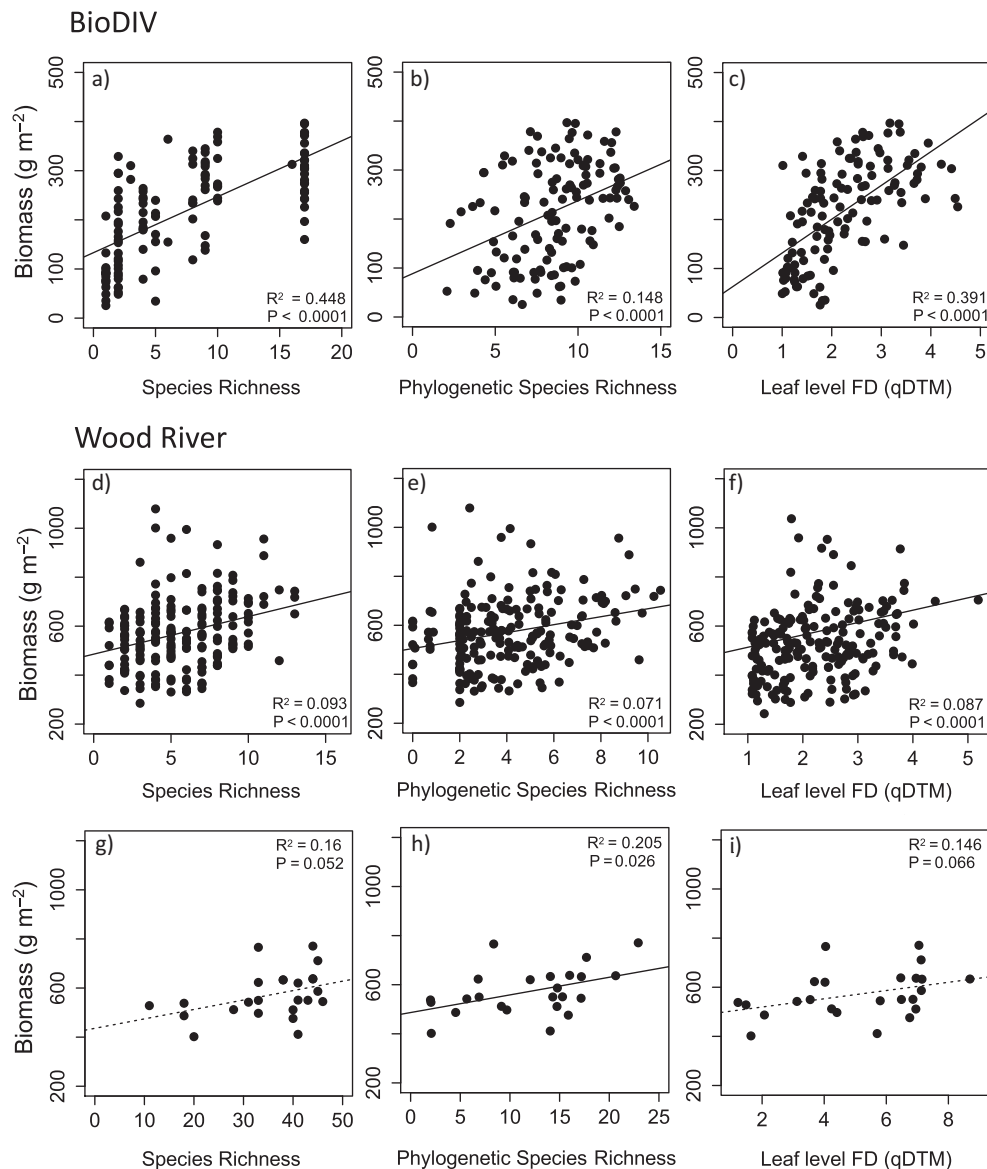 BioDIV
a)
b)
c)
Biomass (g m⁻²)
500
300
100
0
R² = 0.448
P < 0.0001
0 5 10 15 20
Species Richness
500
300
100
0
R² = 0.148
P < 0.0001
0 5 10 15
Phylogenetic Species Richness
500
300
100
0
R² = 0.391
P < 0.0001
0 1 2 3 4 5
Leaf level FD (qDTM)
Wood River
d)
e)
f)
Biomass (g m⁻²)
1000
600
200
R² = 0.093
P < 0.0001
0 5 10 15
Species Richness
1000
600
200
R² = 0.071
P < 0.0001
0 2 4 6 8 10
Phylogenetic Species Richness
1000
600
200
R² = 0.087
P < 0.0001
1 2 3 4 5
Leaf level FD (qDTM)
g)
R² = 0.16
P = 0.052
h)
R² = 0.205
P = 0.026
i)
R² = 0.146
P = 0.066
Biomass (g m⁻²)
1000
600
200
0 10 20 30 40 50
Species Richness
1000
600
200
0 5 10 15 20 25
Phylogenetic Species Richness
1000
600
200
2 4 6 8
Leaf level FD (qDTM)